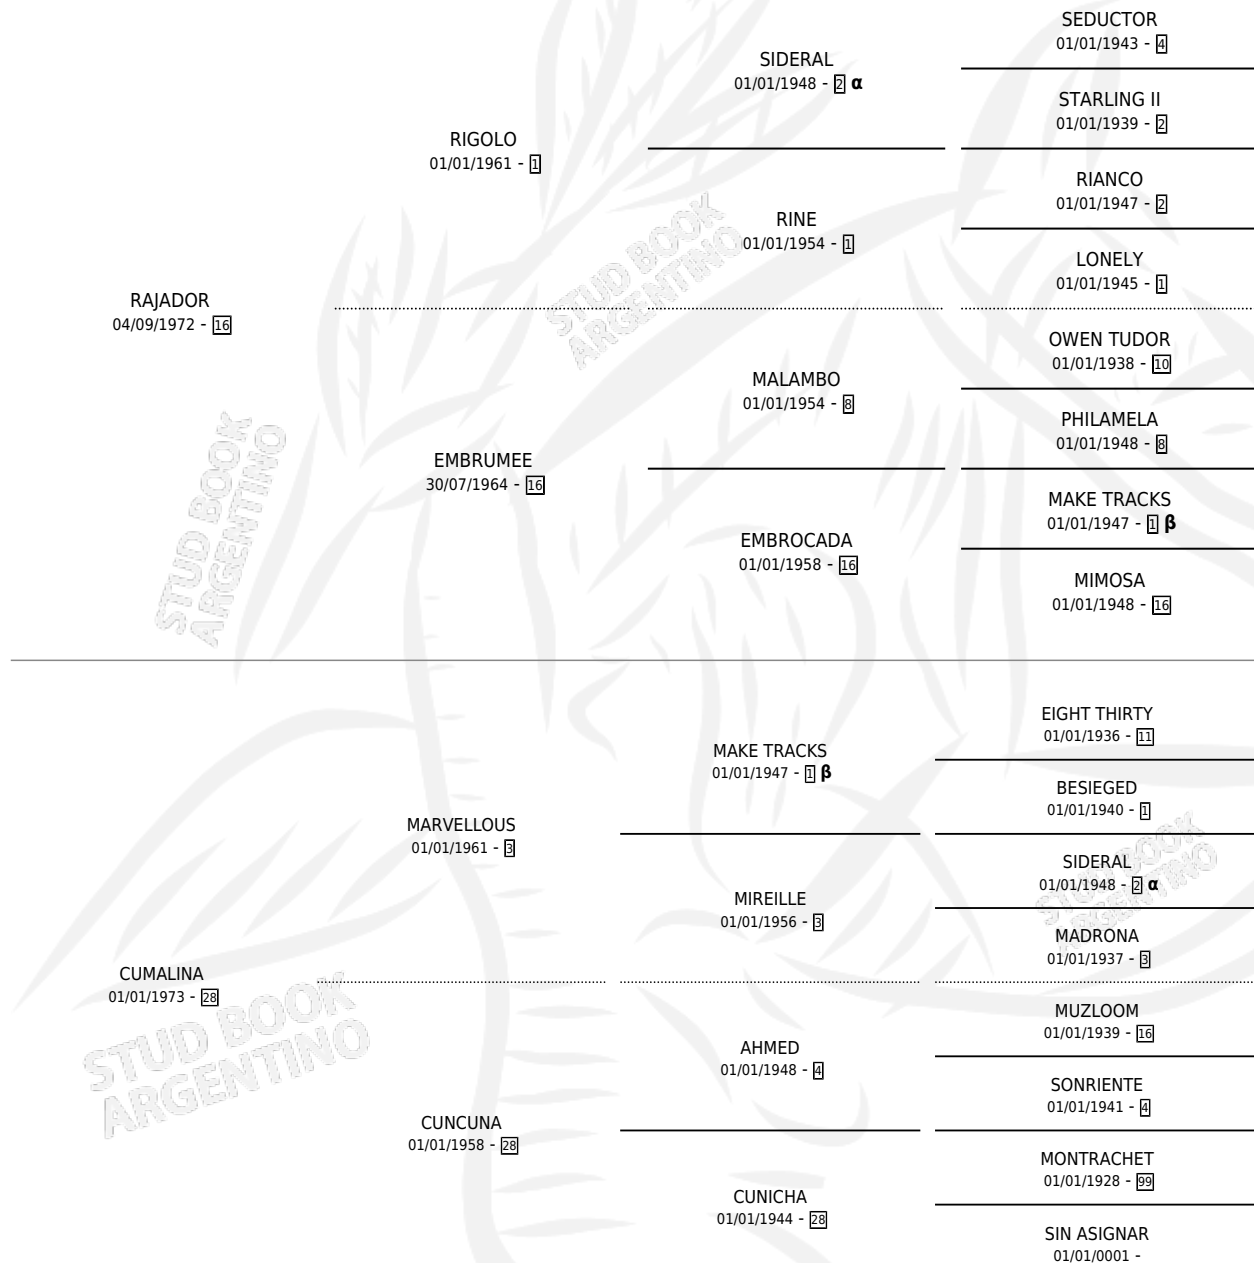 SEDUCTOR
01/01/1943 - 4
SIDERAL
01/01/1948 - 2 α
STARLING II
01/01/1939 - 2
RIGOLO
01/01/1961 - 1
RIANCO
01/01/1947 - 2
RINE
01/01/1954 - 1
LONELY
01/01/1945 - 1
RAJADOR
04/09/1972 - 16
OWEN TUDOR
01/01/1938 - 10
MALAMBO
01/01/1954 - 8
PHILAMELA
01/01/1948 - 8
EMBRUMEE
30/07/1964 - 16
MAKE TRACKS
01/01/1947 - 1 β
EMBROCADA
01/01/1958 - 16
MIMOSA
01/01/1948 - 16
EIGHT THIRTY
01/01/1936 - 11
MAKE TRACKS
01/01/1947 - 1 β
BESIEGED
01/01/1940 - 1
MARVELLOUS
01/01/1961 - 3
SIDERAL
01/01/1948 - 2 α
MIREILLE
01/01/1956 - 3
MADRONA
01/01/1937 - 3
CUMALINA
01/01/1973 - 28
MUZLOOM
01/01/1939 - 16
AHMED
01/01/1948 - 4
SONRIENTE
01/01/1941 - 4
CUNCUNA
01/01/1958 - 28
MONTRACHET
01/01/1928 - 99
CUNICHA
01/01/1944 - 28
SIN ASIGNAR
01/01/0001 -
STUD BOOK
ARGENTINO
STUD BOOK
ARGENTINO
STUD BOOK
ARGENTINO
STUD BOOK
ARGENTINO